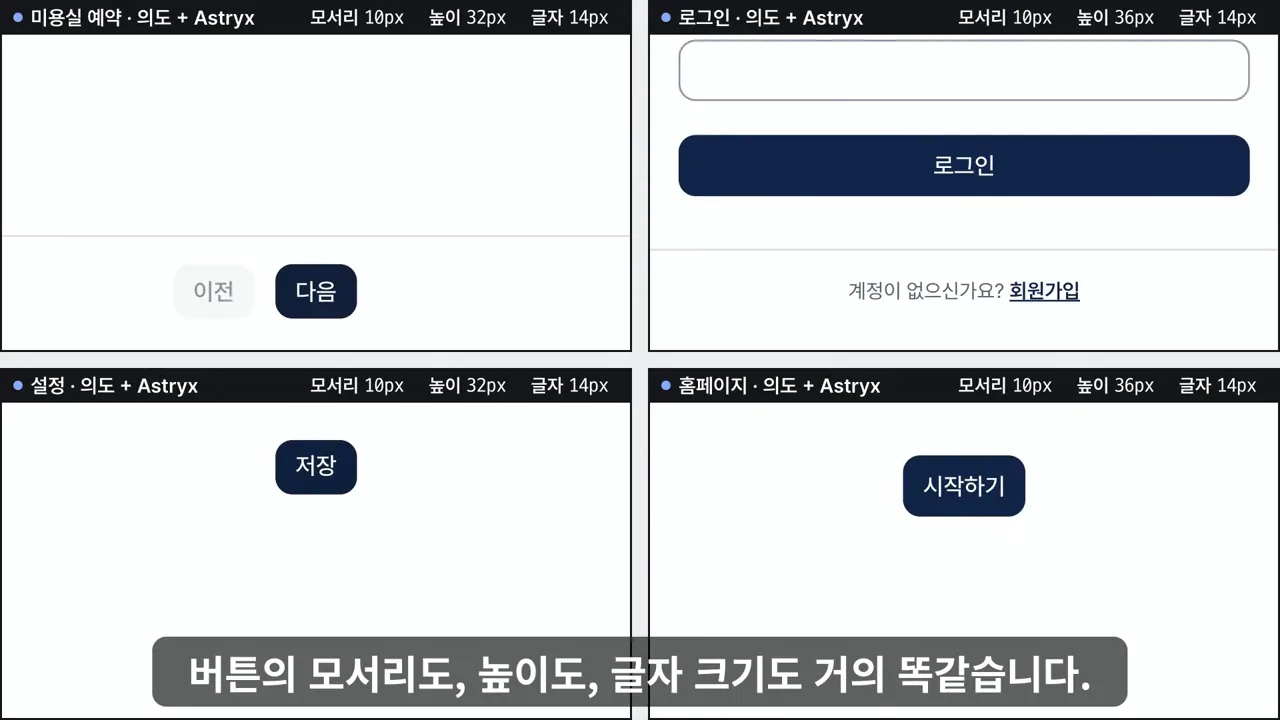 미용실 예약 · 의도 + Astryx 모서리 10px 높이 32px 글자 14px
이전 다음
로그인 · 의도 + Astryx 모서리 10px 높이 36px 글자 14px
로그인
계정이 없으신가요? 회원가입
설정 · 의도 + Astryx 모서리 10px 높이 32px 글자 14px
저장
홈페이지 · 의도 + Astryx 모서리 10px 높이 36px 글자 14px
시작하기
버튼의 모서리도, 높이도, 글자 크기도 거의 똑같습니다.